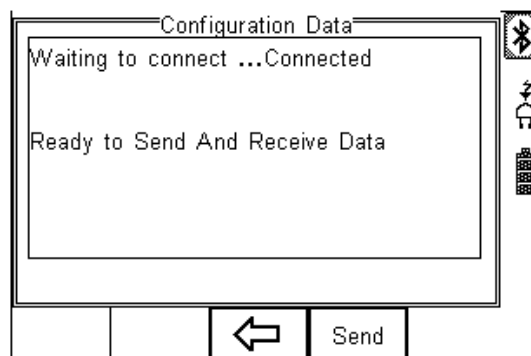 Configuration Data
Waiting to connect ...Connected
Ready to Send And Receive Data
Send